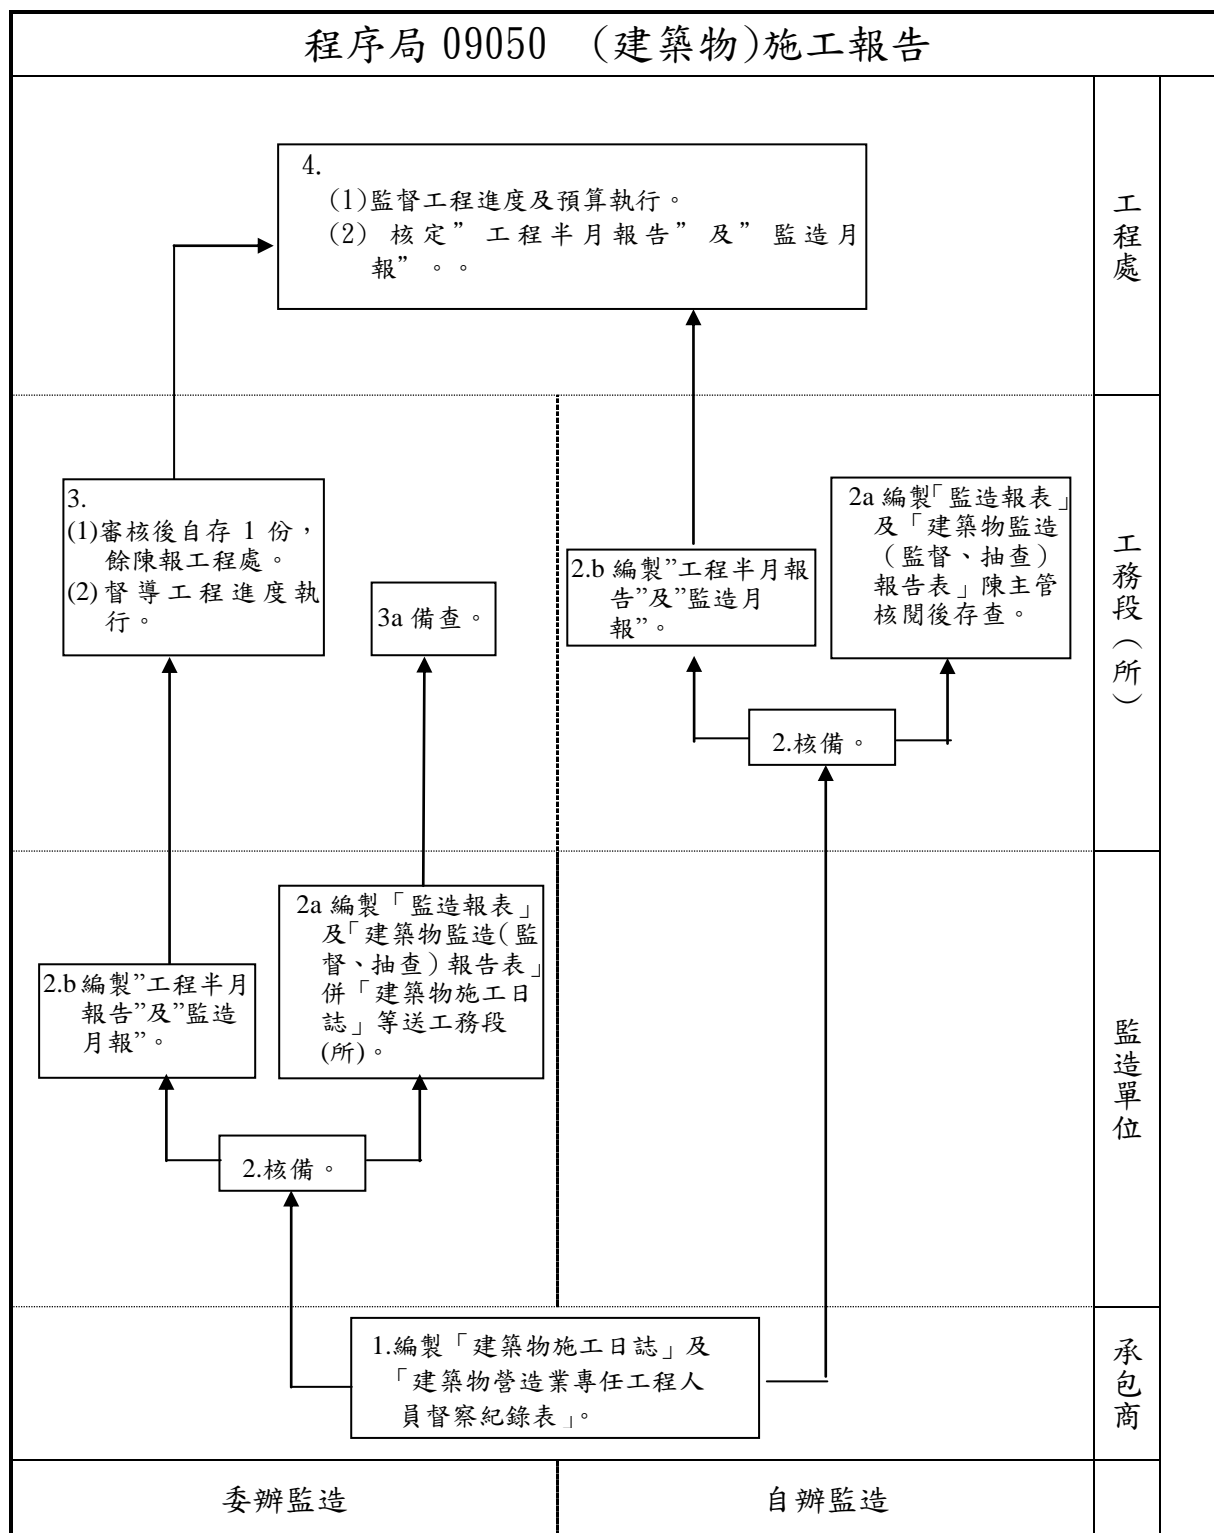 程序局 09050 (建築物)施工報告
4.
(1)監督工程進度及預算執行。
(2) 核定”工程半月報告”及”監造月
報”。。
工程處
3.
(1)審核後自存 1 份，
餘陳報工程處。
(2)督導工程進度執
行。
3a 備查。
2.b 編製”工程半月報
告”及”監造月
報”。
2a 編製「監造報表」
及「建築物監造
（監督、抽查）
報告表」陳主管
核閱後存查。
2.核備。
工務段（所）
2.b 編製”工程半月
報告”及”監造
月報”。
2a 編製「監造報表」
及「建築物監造（監
督、抽查）報告表」
併「建築物施工日
誌」等送工務段
(所)。
2.核備。
監造單位
1.編製「建築物施工日誌」及
「建築物營造業專任工程人
員督察紀錄表」。
承包商
委辦監造
自辦監造